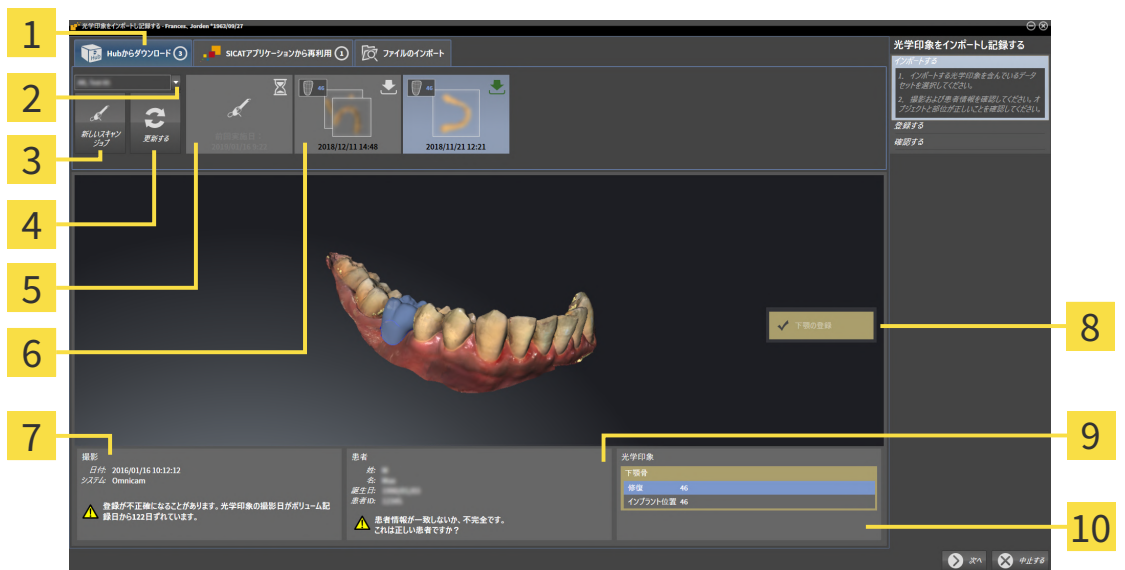 光学印象をインポートし記録する - Frances, Jorden *1963/09/27
1
Hubからダウンロード 3
SICATアプリケーションから再利用 1
ファイルのインポート
2
新しいスキャンジョブ
更新する
3
4
5
2018/12/11 14:48
2018/11/21 12:21
6
光学印象をインポートし記録する
インポートする
1. インポートする光学印象を含んでいるデータ
セットを選択してください。
2. 撮影および患者情報を確認してください。オ
ブジェクトと部位が正しいことを確認してください。
登録する
確認する
46
46
下顎の登録
8
7
撮影
日付: 2016/01/16 10:12:12
システム: Omnicam
登録が不正確になることがあります。光学印象の撮影日がボリューム記
録日から122日ずれています。
患者
姓:
名:
誕生日:
患者ID:
患者情報が一致しないか、不完全です。
これは正しい患者ですか？
9
光学印象
下顎骨
修復 46
インプラント位置 46
10
次へ
中止する